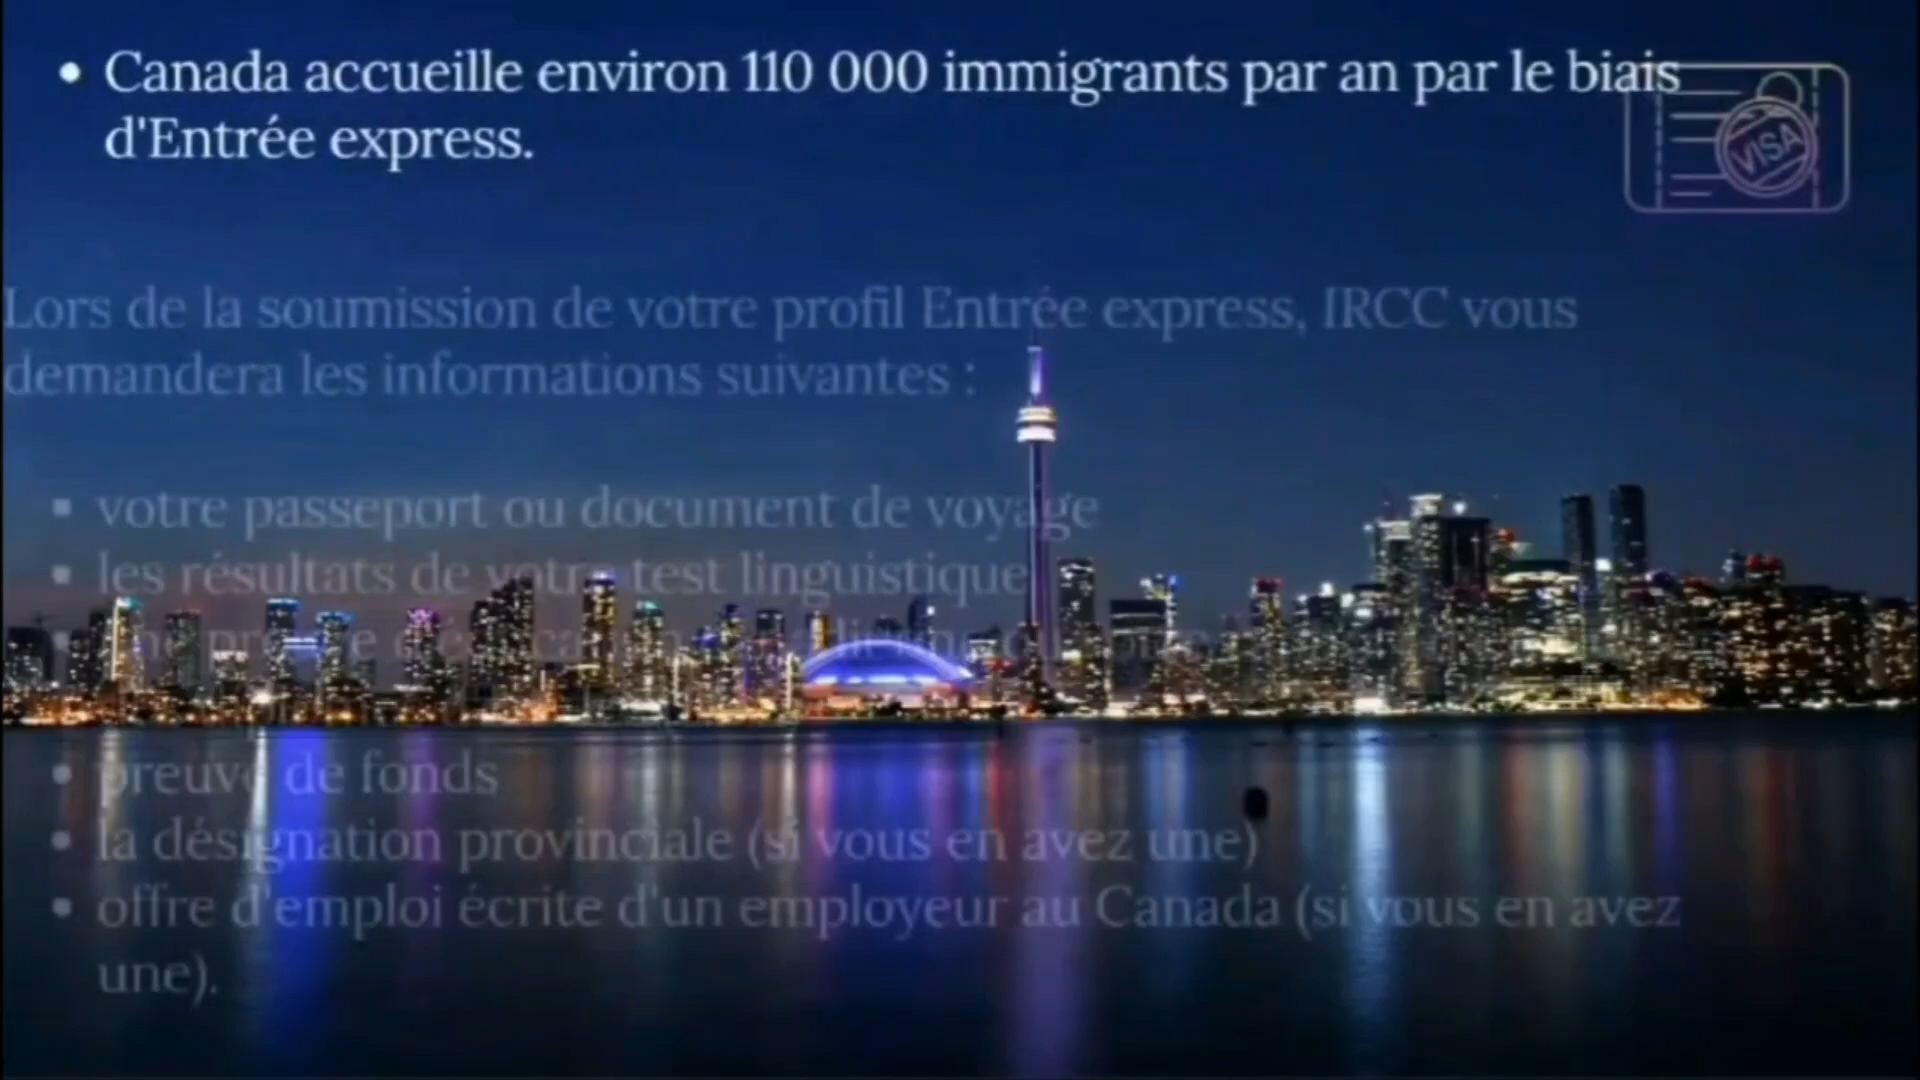 • Canada accueille environ 110 000 immigrants par an par le biais
d'Entrée express.
VISA
Lors de la soumission de votre profil Entrée express, IRCC vous
demandera les informations suivantes :
▪ votre passeport ou document de voyage
▪ les résultats de votre test linguistique
▪ preuve de fonds
▪ la désignation provinciale (si vous en avez une)
▪ offre d'emploi écrite d'un employeur au Canada (si vous en avez
une).